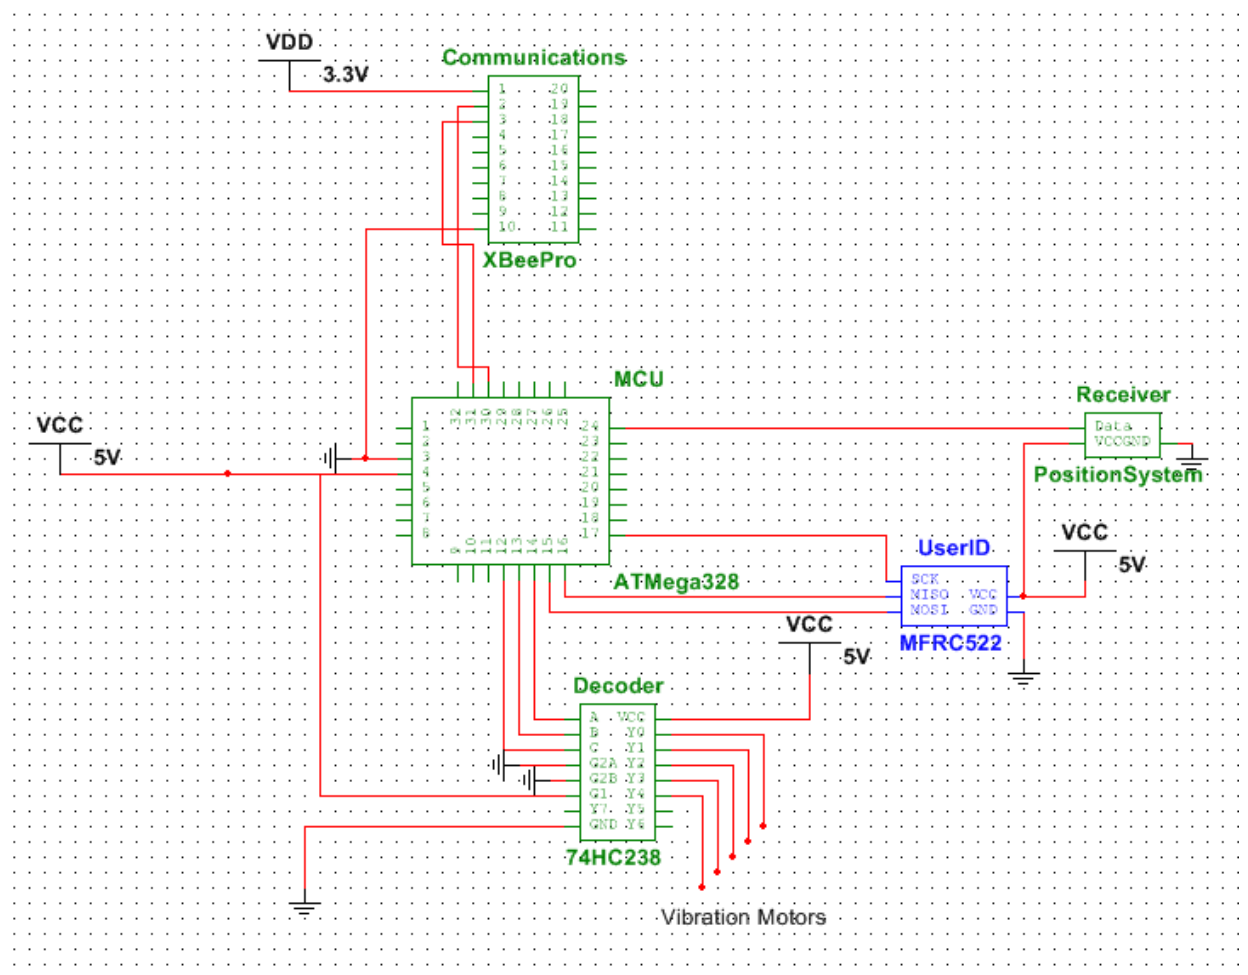 VDD
3.3V
Communications
1 20
2 19
3 18
4 17
5 16
6 15
7 14
8 13
9 12
10 11
XBeePro
MCU
32 31 30 29 28 27 26 25
1 24
2 23
3 22
4 21
5 20
6 19
7 18
8 17
9 10 11 12 13 14 15 16
ATMega328
VCC
5V
Receiver
Data
VCCGND
PositionSystem
VCC
5V
UserID
SCK
MISO VCC
MOSI GND
MFRC522
VCC
5V
Decoder
A VCC
B Y0
C Y1
G2A Y2
G2B Y3
G1 Y4
Y7 Y5
GND Y6
74HC238
Vibration Motors